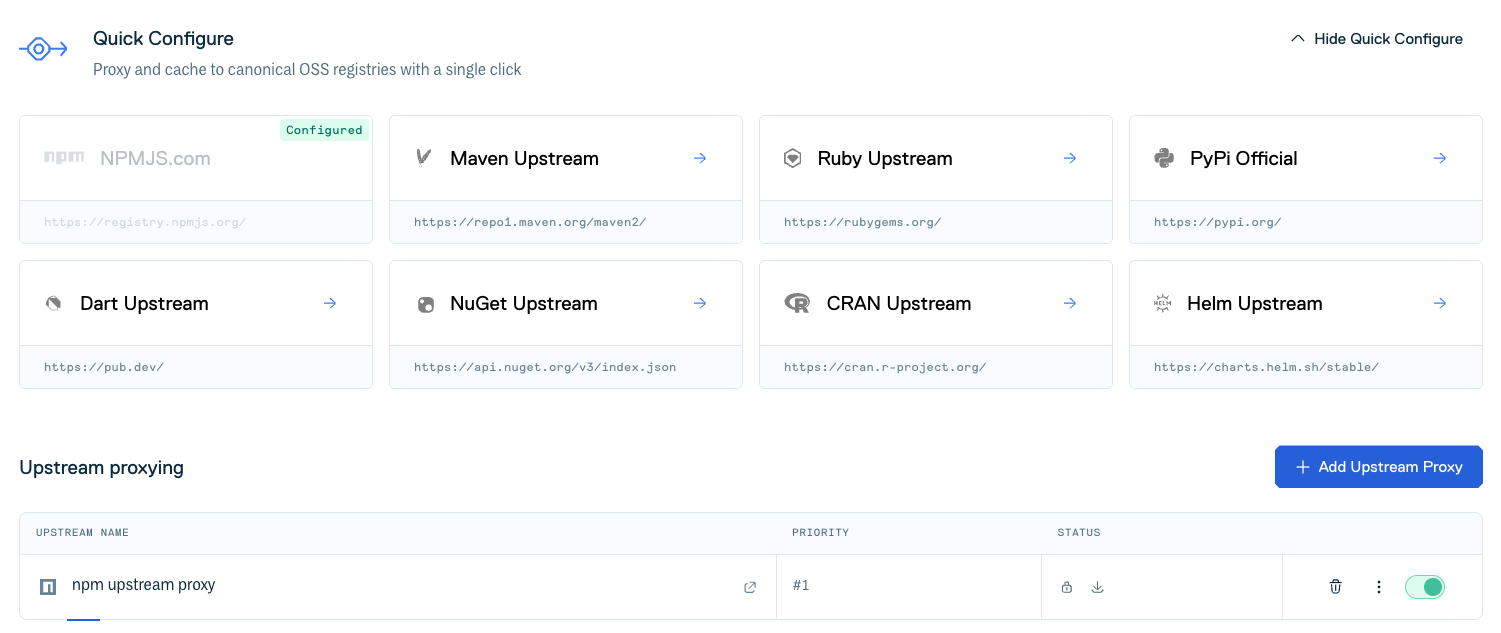 Quick Configure
Hide Quick Configure
Proxy and cache to canonical OSS registries with a single click
Configured
npm NPMJS.com
Maven Upstream
Ruby Upstream
PyPi Official
https://registry.npmjs.org/
https://repo1.maven.org/maven2/
https://rubygems.org/
https://pypi.org/
Dart Upstream
NuGet Upstream
CRAN Upstream
HELM Helm Upstream
https://pub.dev/
https://api.nuget.org/v3/index.json
https://cran.r-project.org/
https://charts.helm.sh/stable/
Upstream proxying
+ Add Upstream Proxy
UPSTREAM NAME
PRIORITY
STATUS
npm upstream proxy
#1